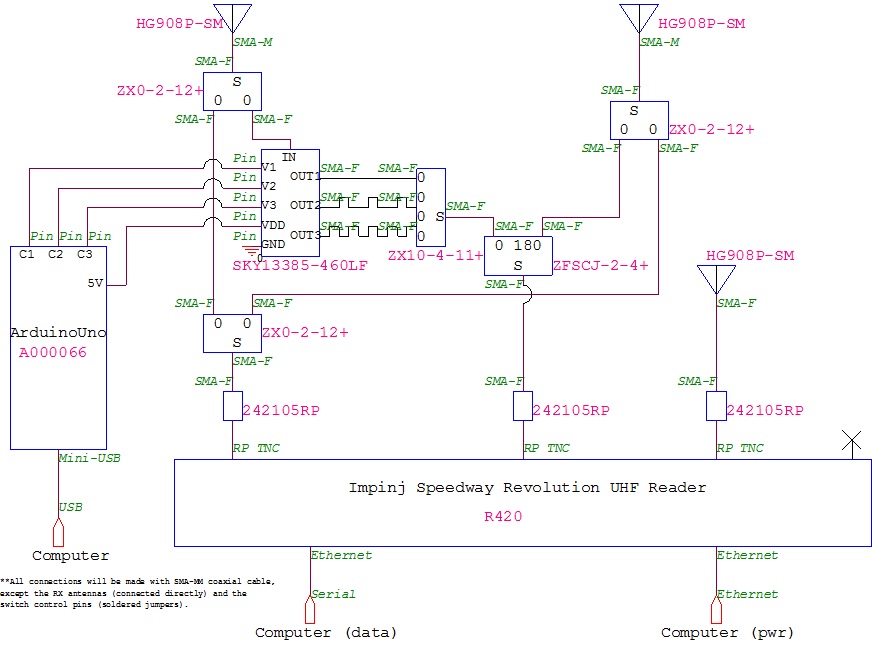 HG908P-SM
HG908P-SM
SMA-M
SMA-M
SMA-F
S
ZX0-2-12+
0 0
SMA-F
S
0 0
ZX0-2-12+
SMA-F
SMA-F
SMA-F
SMA-F
Pin
IN
V1
OUT1
SMA-F
SMA-F
0
Pin
V2
Pin
V3
OUT2
SMA-F
SMA-F
0
Pin
VDD
OUT3
SMA-F
SMA-F
0
S
SMA-F
0
Pin
GND
0
SKY13385-460LF
ZX10-4-11+
SMA-F
SMA-F
0 180
S
ZFSCJ-2-4+
SMA-F
HG908P-SM
SMA-F
Pin
Pin
Pin
C1
C2
C3
5V
ArduinoUno
A000066
SMA-F
SMA-F
0 0
S
ZX0-2-12+
SMA-F
SMA-F
SMA-F
SMA-F
242105RP
242105RP
242105RP
RP TNC
RP TNC
RP TNC
Mini-USB
USB
Computer
Impinj Speedway Revolution UHF Reader
R420
Ethernet
Ethernet
Serial
Ethernet
Computer (data)
Computer (pwr)
**All connections will be made with SMA-MM coaxial cable,
except the RX antennas (connected directly) and the
switch control pins (soldered jumpers).